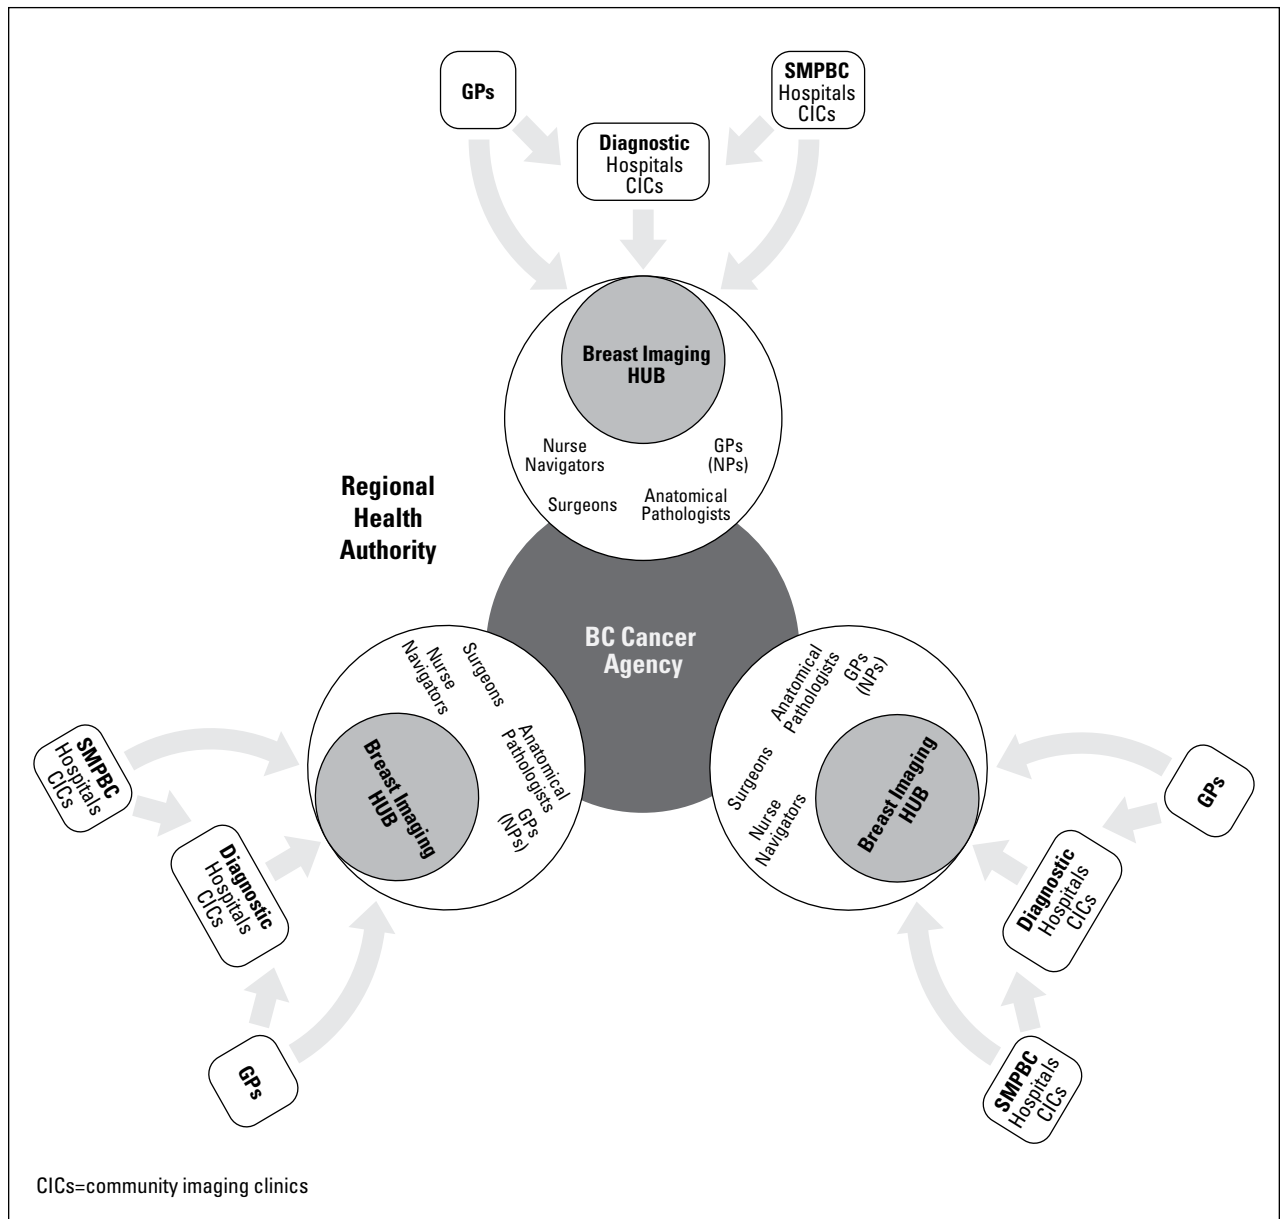 GPs
SMPBC
Hospitals
CICs
Diagnostic
Hospitals
CICs
Breast Imaging
HUB
Nurse
Navigators
GPs
(NPs)
Surgeons
Anatomical
Pathologists
Regional
Health
Authority
BC Cancer
Agency
Nurse
Navigators
Surgeons
Anatomical
Pathologists
GPs
(NPs)
Breast Imaging
HUB
SMPBC
Hospitals
CICs
Diagnostic
Hospitals
CICs
GPs
Anatomical
Pathologists
GPs
(NPs)
Surgeons
Nurse
Navigators
Breast Imaging
HUB
GPs
Diagnostic
Hospitals
CICs
SMPBC
Hospitals
CICs
CICs=community imaging clinics